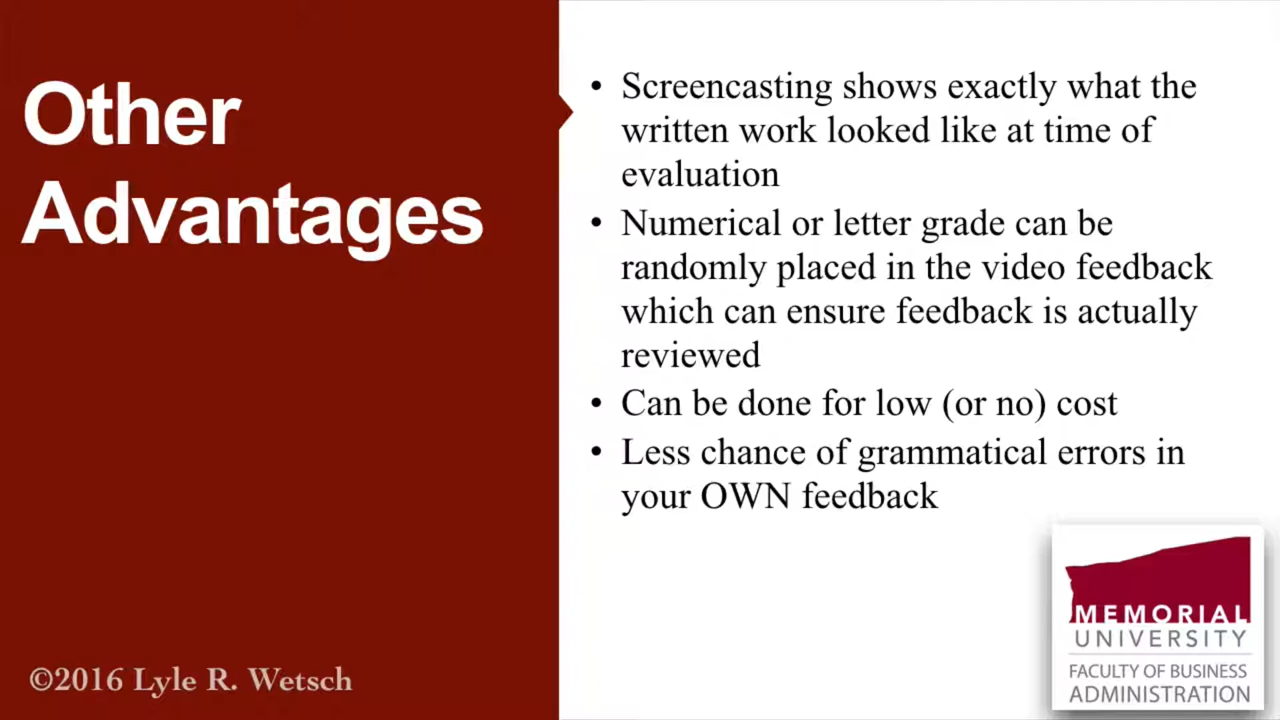 Other
Advantages
• Screencasting shows exactly what the
written work looked like at time of
evaluation
• Numerical or letter grade can be
randomly placed in the video feedback
which can ensure feedback is actually
reviewed
• Can be done for low (or no) cost
• Less chance of grammatical errors in
your OWN feedback
©2016 Lyle R. Wetsch
MEMORIAL
UNIVERSITY
FACULTY OF BUSINESS
ADMINISTRATION